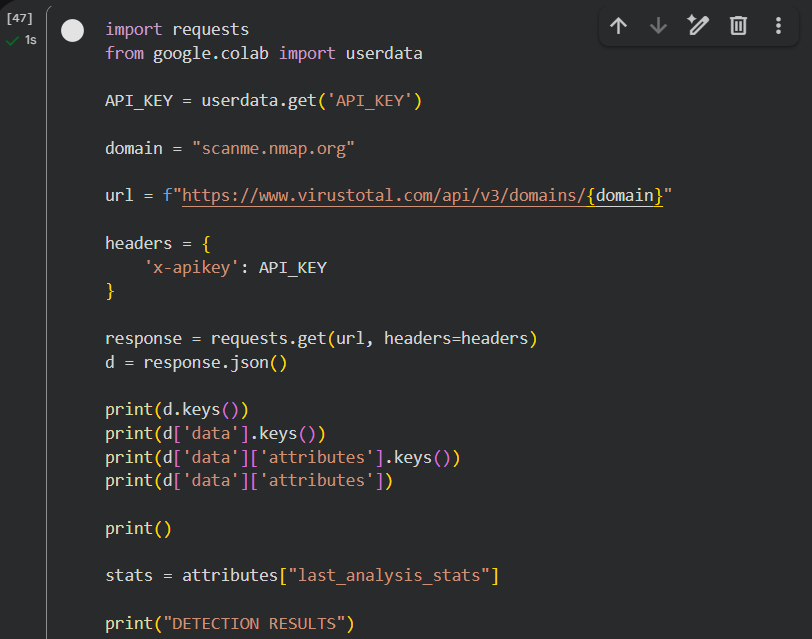 [47]
1s
import requests
from google.colab import userdata
API_KEY = userdata.get('API_KEY')
domain = "scanme.nmap.org"
url = f"https://www.virustotal.com/api/v3/domains/{domain}"
headers = {
    'x-apikey': API_KEY
}
response = requests.get(url, headers=headers)
d = response.json()
print(d.keys())
print(d['data'].keys())
print(d['data']['attributes'].keys())
print(d['data']['attributes'])
print()
stats = attributes["last_analysis_stats"]
print("DETECTION RESULTS")